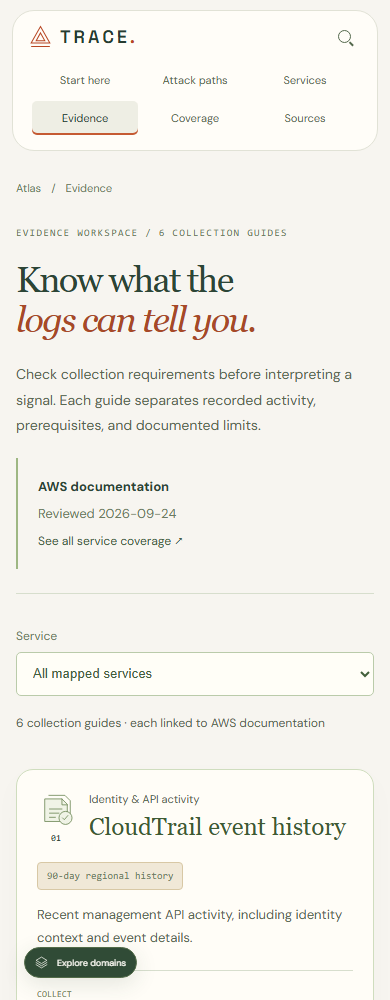 TRACE.
Start here
Attack paths
Services
Evidence
Coverage
Sources
Atlas / Evidence
EVIDENCE WORKSPACE / 6 COLLECTION GUIDES
Know what the
logs can tell you.
Check collection requirements before interpreting a
signal. Each guide separates recorded activity,
prerequisites, and documented limits.
AWS documentation
Reviewed 2026-09-24
See all service coverage ↗
Service
All mapped services
6 collection guides · each linked to AWS documentation
Identity & API activity
01
CloudTrail event history
90-day regional history
Recent management API activity, including identity
context and event details.
Explore domains
COLLECT